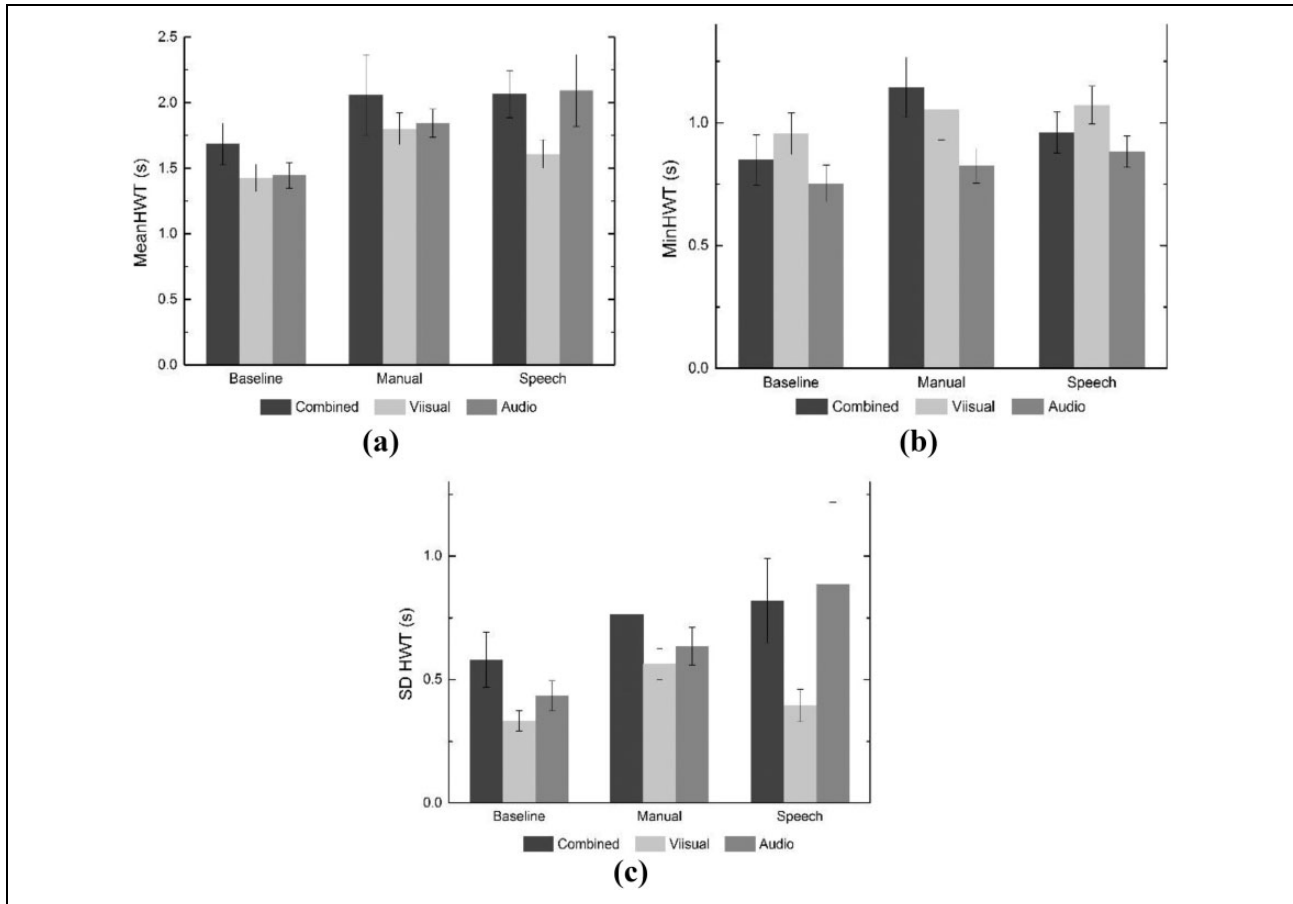 2.5
2.0
1.5
1.0
0.5
0.0
MeanHWT (s)
Baseline Manual Speech
Combined Viisual Audio
(a)
1.0
0.5
0.0
MinHWT (s)
Baseline Manual Speech
Combined Viisual Audio
(b)
1.0
0.5
0.0
SD HWT (s)
Baseline Manual Speech
Combined Viisual Audio
(c)